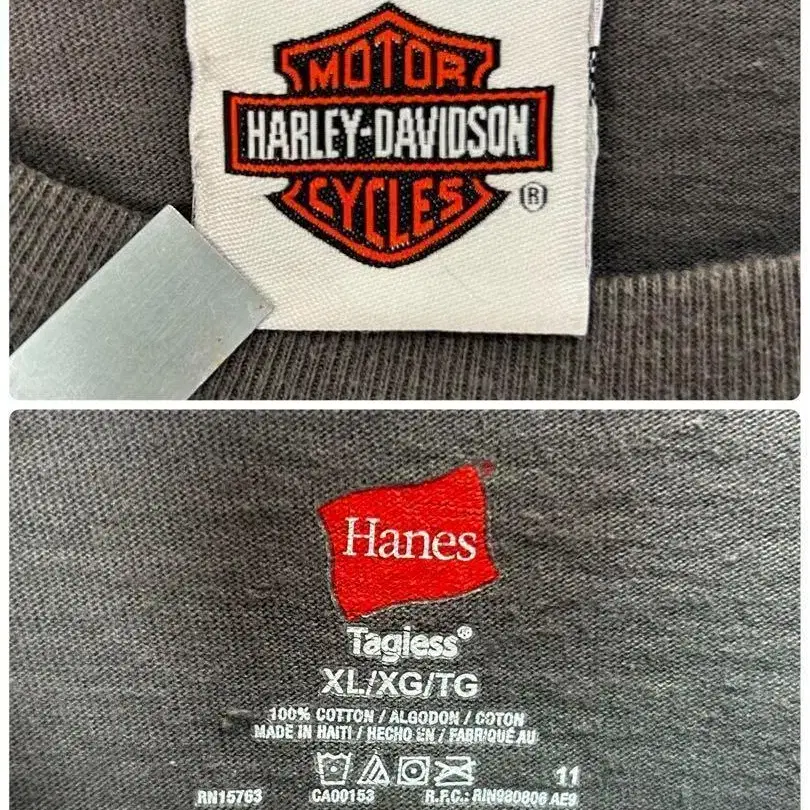 MOTOR
HARLEY-DAVIDSON
CYCLES ®
Hanes
Tagless®
XL/XG/TG
100% COTTON / ALGODON / COTON
MADE IN HAITI / HECHO EN / FABRIQUÉ AU
11
RN15763 CA00153 R.F.C.: RIN980806 AE9